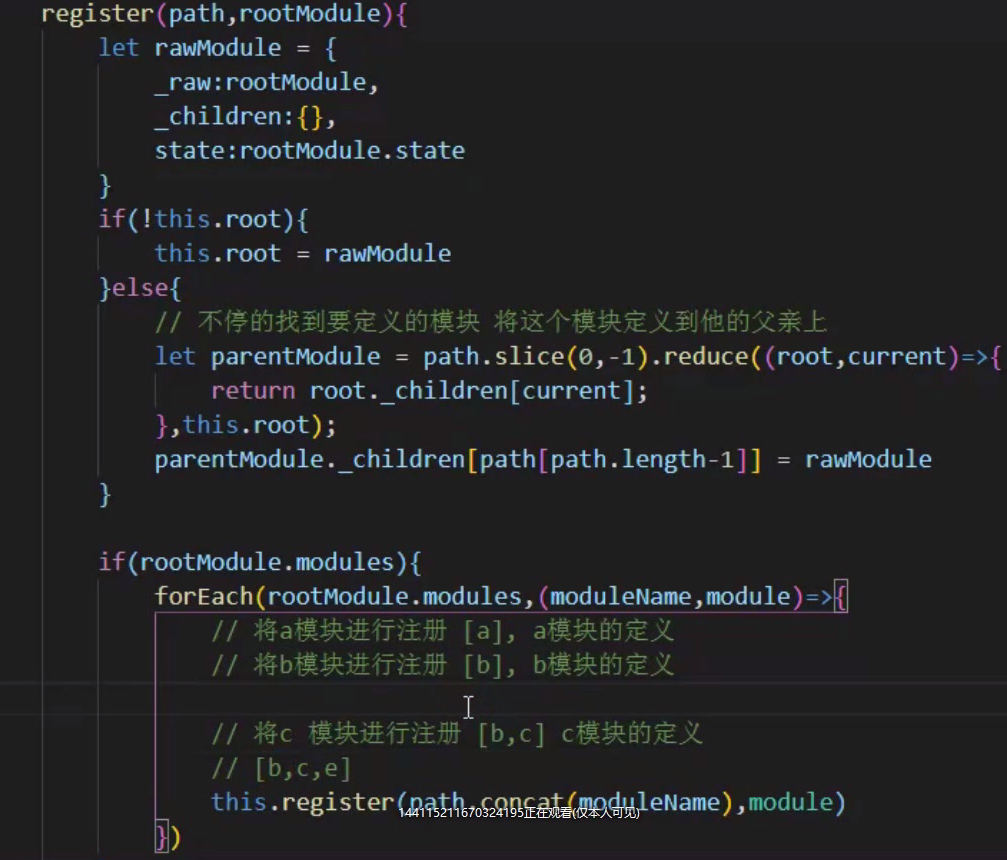 register(path,rootModule){
let rawModule = {
_raw:rootModule,
_children:{},
state:rootModule.state
}
if(!this.root){
this.root = rawModule
}else{
// 不停的找到要定义的模块 将这个模块定义到他的父亲上
let parentModule = path.slice(0,-1).reduce((root,current)=>{
return root._children[current];
},this.root);
parentModule._children[path[path.length-1]] = rawModule
}
if(rootModule.modules){
forEach(rootModule.modules,(moduleName,module)=>{
// 将a模块进行注册 [a], a模块的定义
// 将b模块进行注册 [b], b模块的定义
// 将c 模块进行注册 [b,c] c模块的定义
// [b,c,e]
this.register(path.concat(moduleName),module)
144115211670324195正在观看(仅本人可见)
})